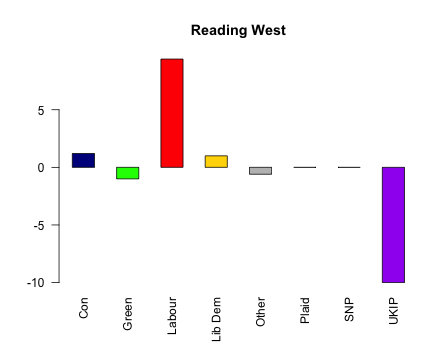 Reading West
5
0
-5
-10
Con
Green
Labour
Lib Dem
Other
Plaid
SNP
UKIP